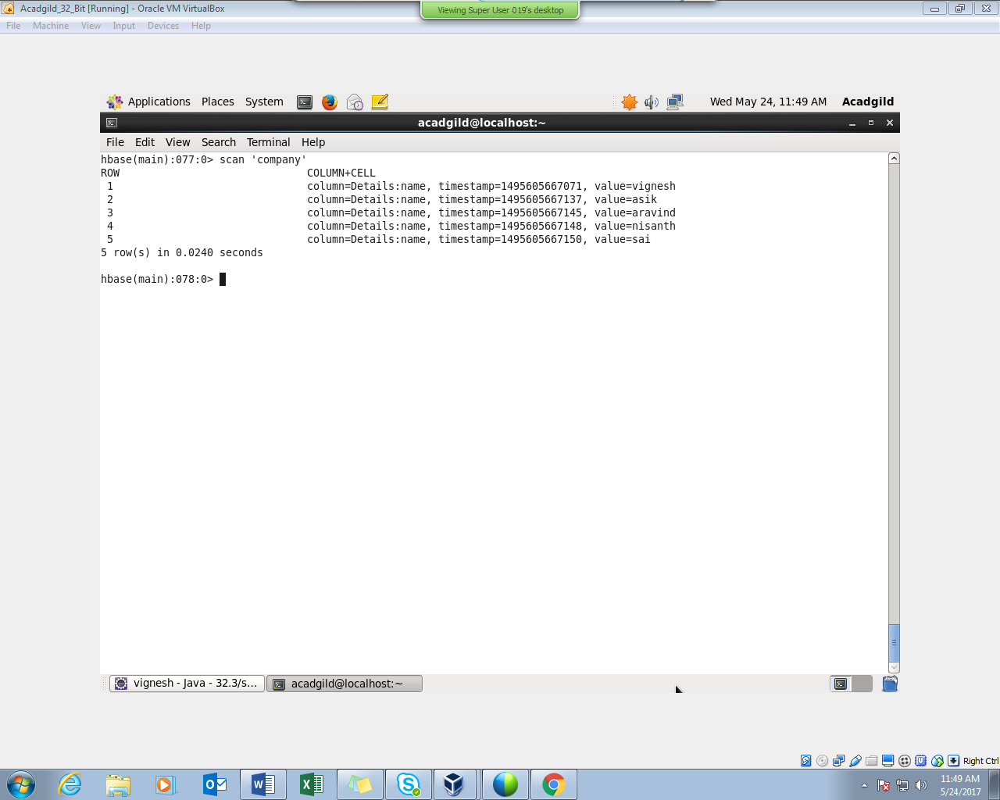 Acadgild_32_Bit [Running] - Oracle VM VirtualBox
Viewing Super User 019's desktop
File Machine View Input Devices Help
Applications Places System Wed May 24, 11:49 AM Acadgild
acadgild@localhost:~
File Edit View Search Terminal Help
hbase(main):077:0> scan 'company'
ROW COLUMN+CELL
1 column=Details:name, timestamp=1495605667071, value=vignesh
2 column=Details:name, timestamp=1495605667137, value=asik
3 column=Details:name, timestamp=1495605667145, value=aravind
4 column=Details:name, timestamp=1495605667148, value=nisanth
5 column=Details:name, timestamp=1495605667150, value=sai
5 row(s) in 0.0240 seconds
hbase(main):078:0>
vignesh - Java - 32.3/s... acadgild@localhost:~
Right Ctrl
11:49 AM
5/24/2017